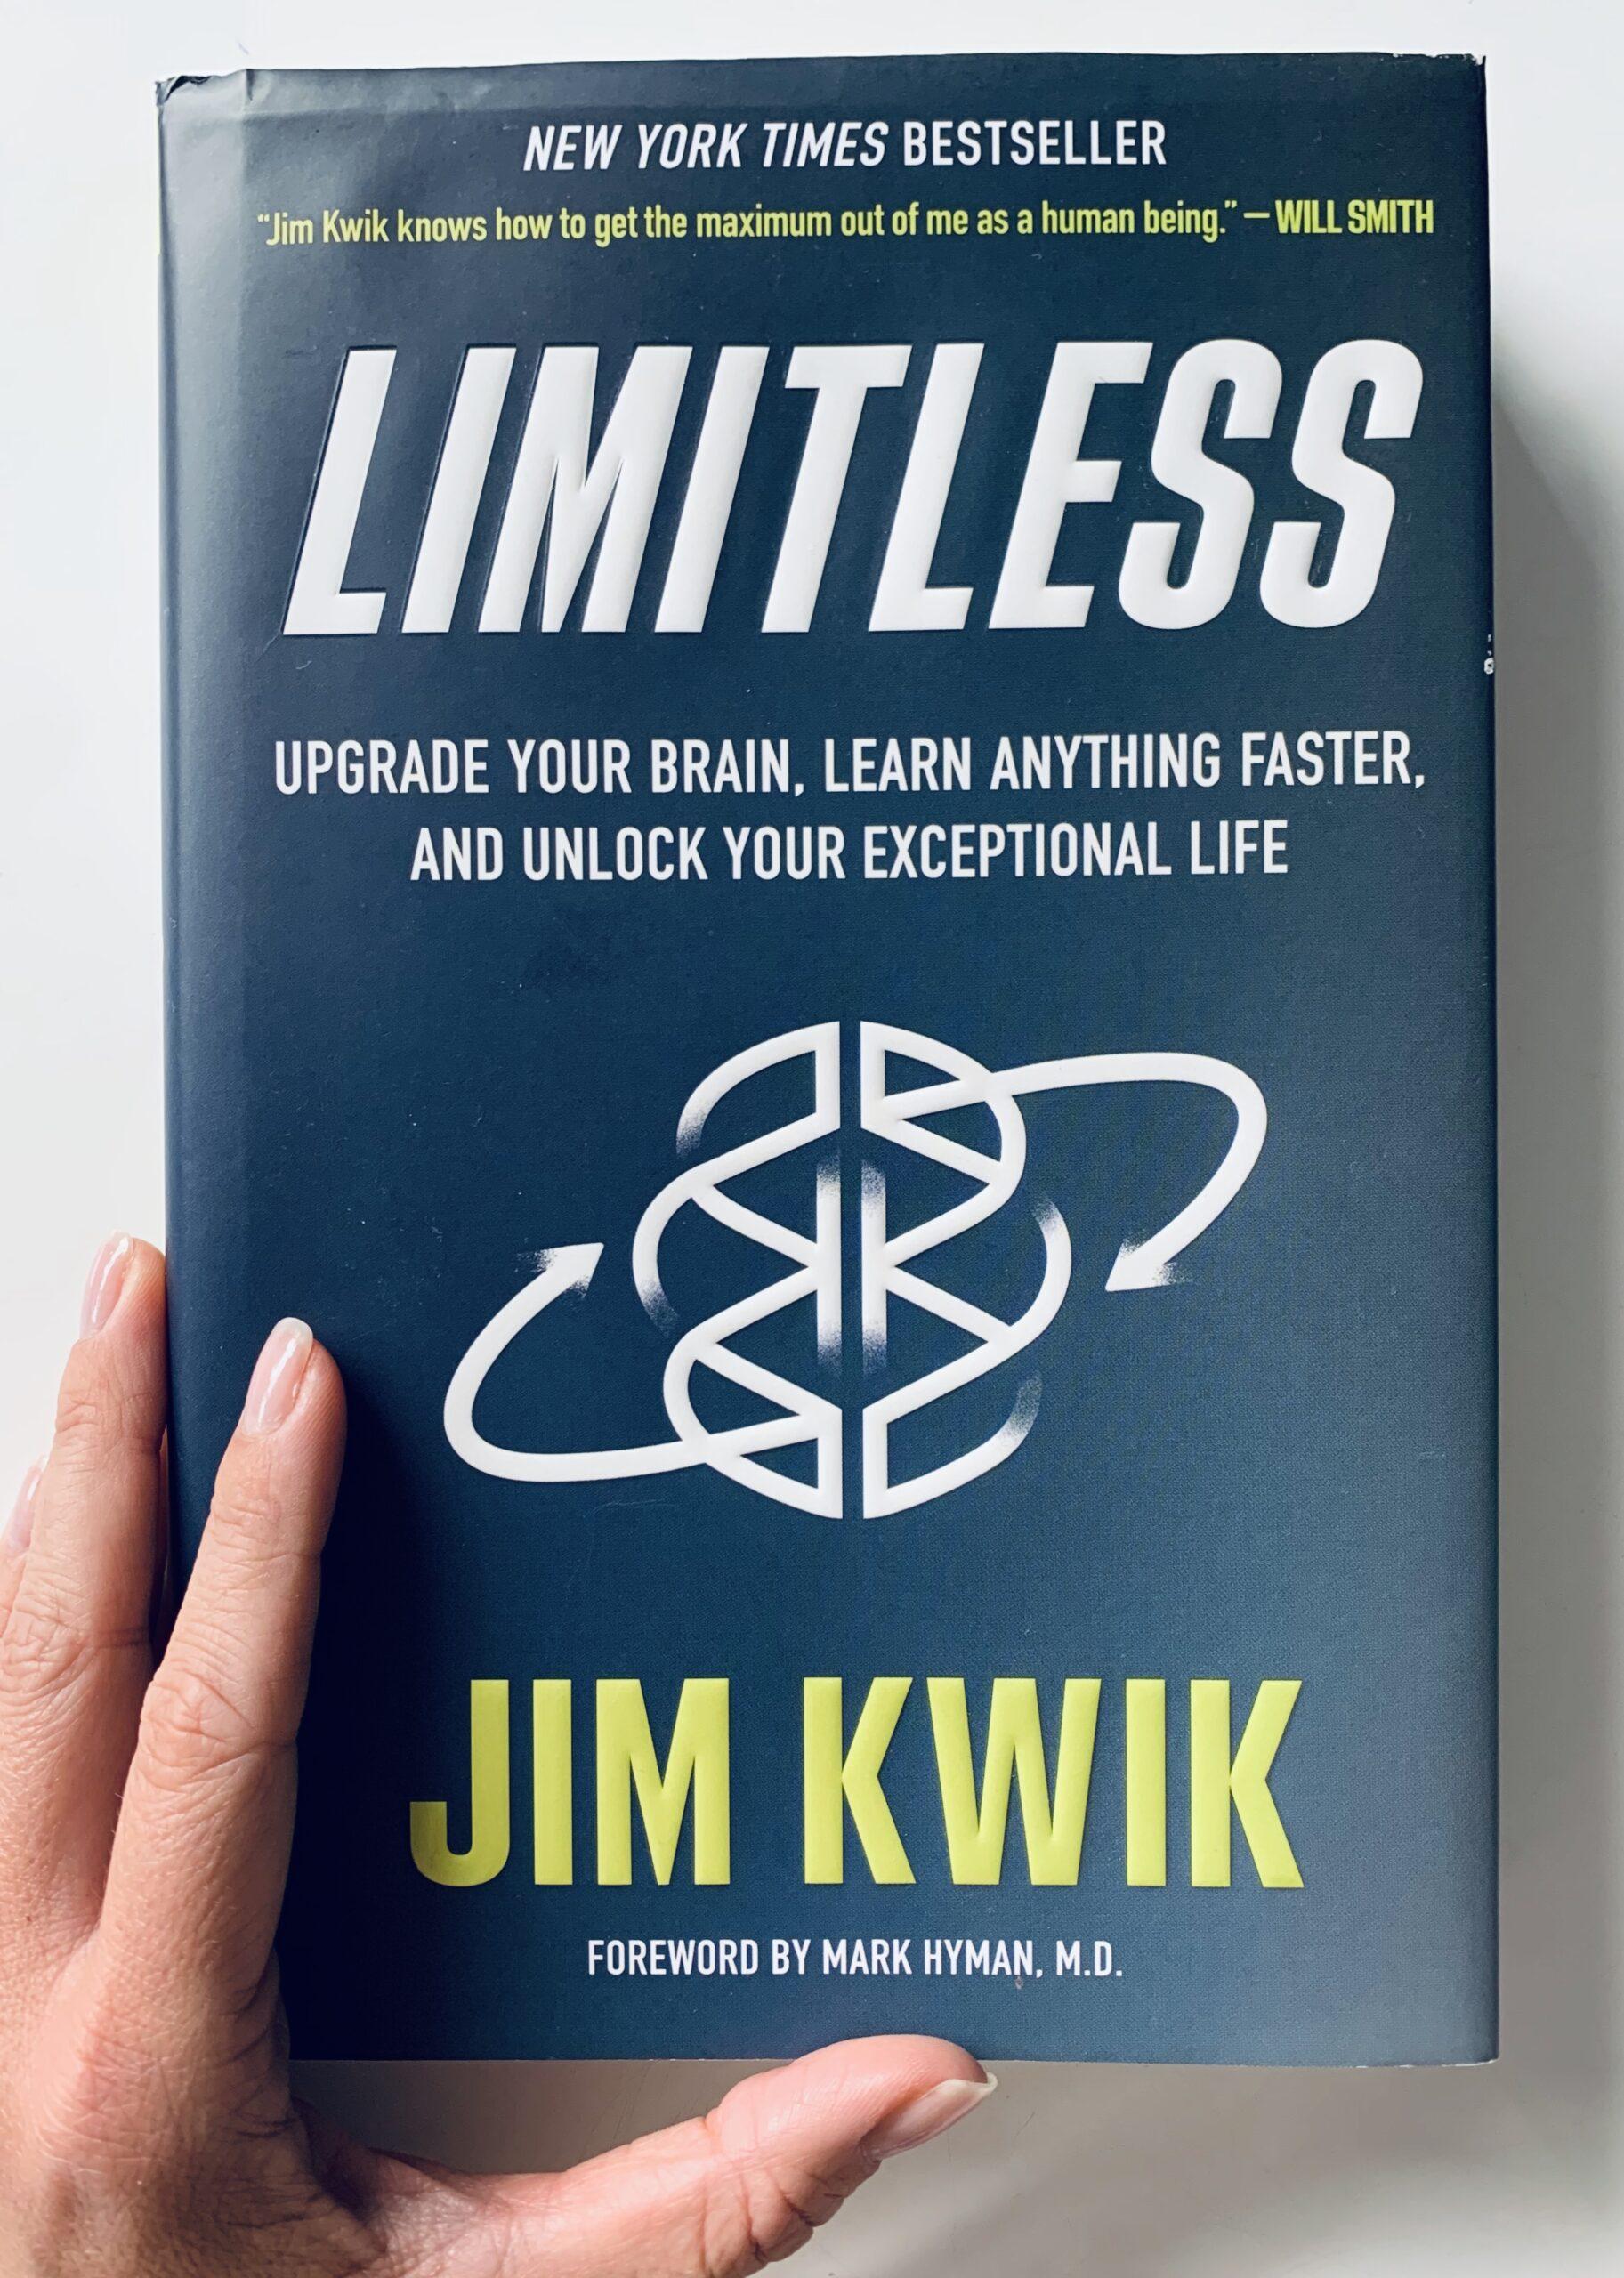 NEW YORK TIMES BESTSELLER
“Jim Kwik knows how to get the maximum out of me as a human being.” — WILL SMITH
LIMITLESS
UPGRADE YOUR BRAIN, LEARN ANYTHING FASTER,
AND UNLOCK YOUR EXCEPTIONAL LIFE
JIM KWIK
FOREWORD BY MARK HYMAN, M.D.